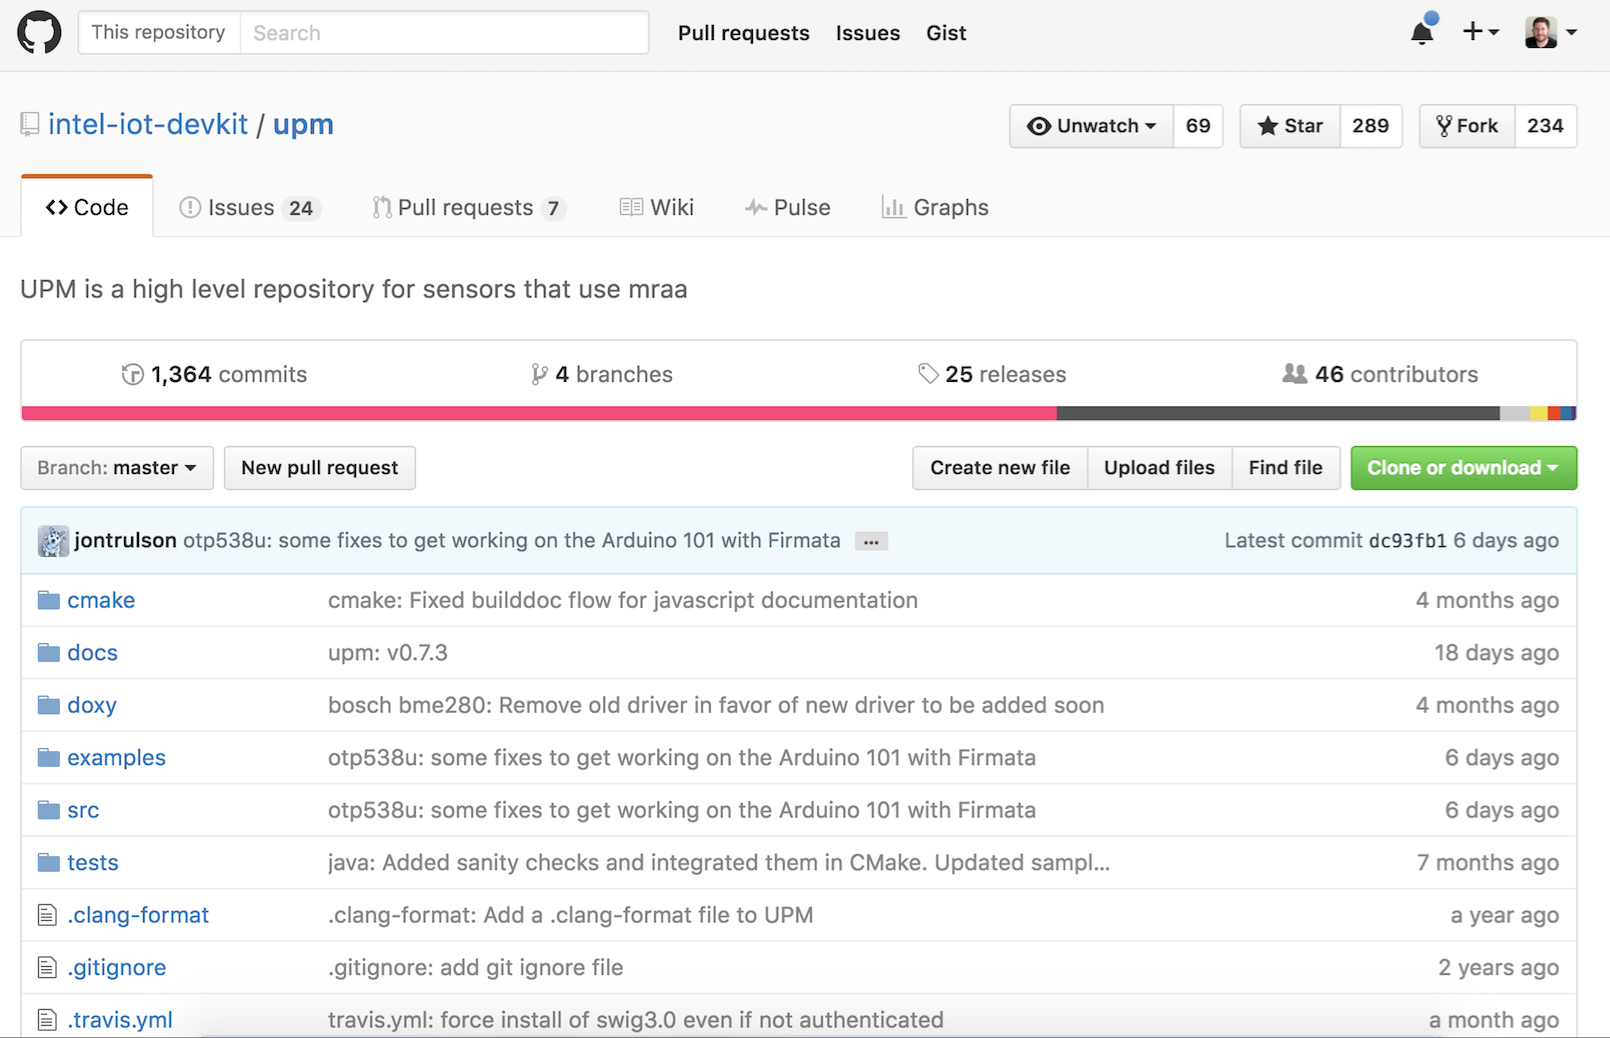 This repository Search Pull requests Issues Gist
intel-iot-devkit / upm Unwatch 69 Star 289 Fork 234
Code Issues 24 Pull requests 7 Wiki Pulse Graphs
UPM is a high level repository for sensors that use mraa
1,364 commits 4 branches 25 releases 46 contributors
Branch: master New pull request Create new file Upload files Find file Clone or download
jontrulson otp538u: some fixes to get working on the Arduino 101 with Firmata ... Latest commit dc93fb1 6 days ago
cmake cmake: Fixed builddoc flow for javascript documentation 4 months ago
docs upm: v0.7.3 18 days ago
doxy bosch bme280: Remove old driver in favor of new driver to be added soon 4 months ago
examples otp538u: some fixes to get working on the Arduino 101 with Firmata 6 days ago
src otp538u: some fixes to get working on the Arduino 101 with Firmata 6 days ago
tests java: Added sanity checks and integrated them in CMake. Updated sampl... 7 months ago
.clang-format .clang-format: Add a .clang-format file to UPM a year ago
.gitignore .gitignore: add git ignore file 2 years ago
.travis.yml travis.yml: force install of swig3.0 even if not authenticated a month ago